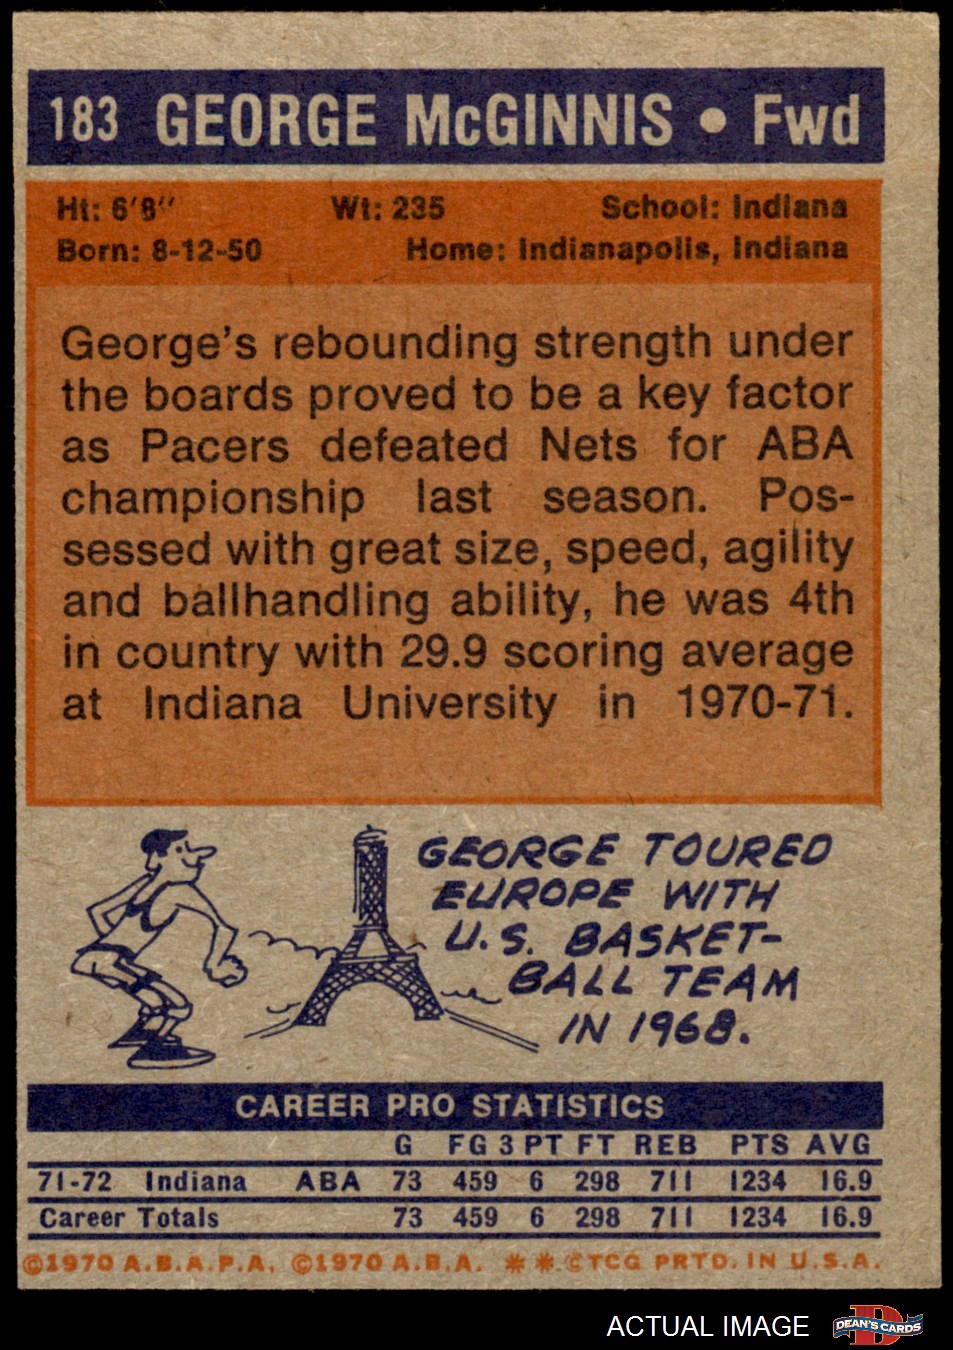 183 GEORGE McGINNIS • Fwd
Ht: 6'8" Wt: 235 School: Indiana
Born: 8-12-50 Home: Indianapolis, Indiana
George's rebounding strength under
the boards proved to be a key factor
as Pacers defeated Nets for ABA
championship last season. Pos-
sessed with great size, speed, agility
and ballhandling ability, he was 4th
in country with 29.9 scoring average
at Indiana University in 1970-71.
GEORGE TOURED
EUROPE WITH
U.S. BASKET-
BALL TEAM
IN 1968.
CAREER PRO STATISTICS
G FG 3 PT FT REB PTS AVG
71-72 Indiana ABA 73 459 6 298 711 1234 16.9
Career Totals 73 459 6 298 711 1234 16.9
©1970 A.B.A.P.A. ©1970 A.B.A. ** ©TCG PRTD. IN U.S.A.
ACTUAL IMAGE
D
DEAN'S CARDS